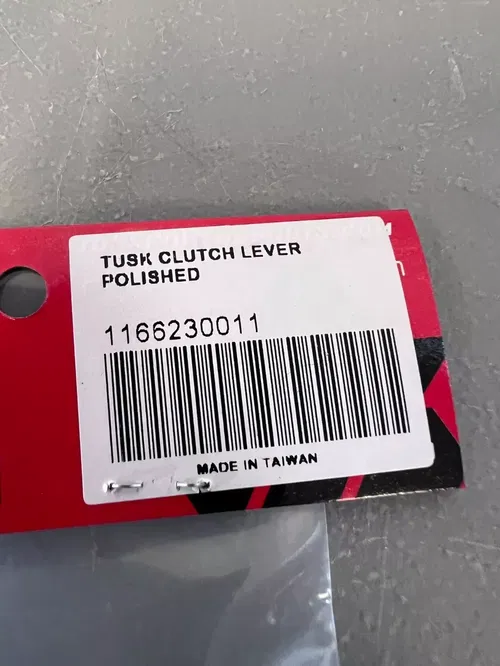 TUSK CLUTCH LEVER
POLISHED
1166230011
MADE IN TAIWAN